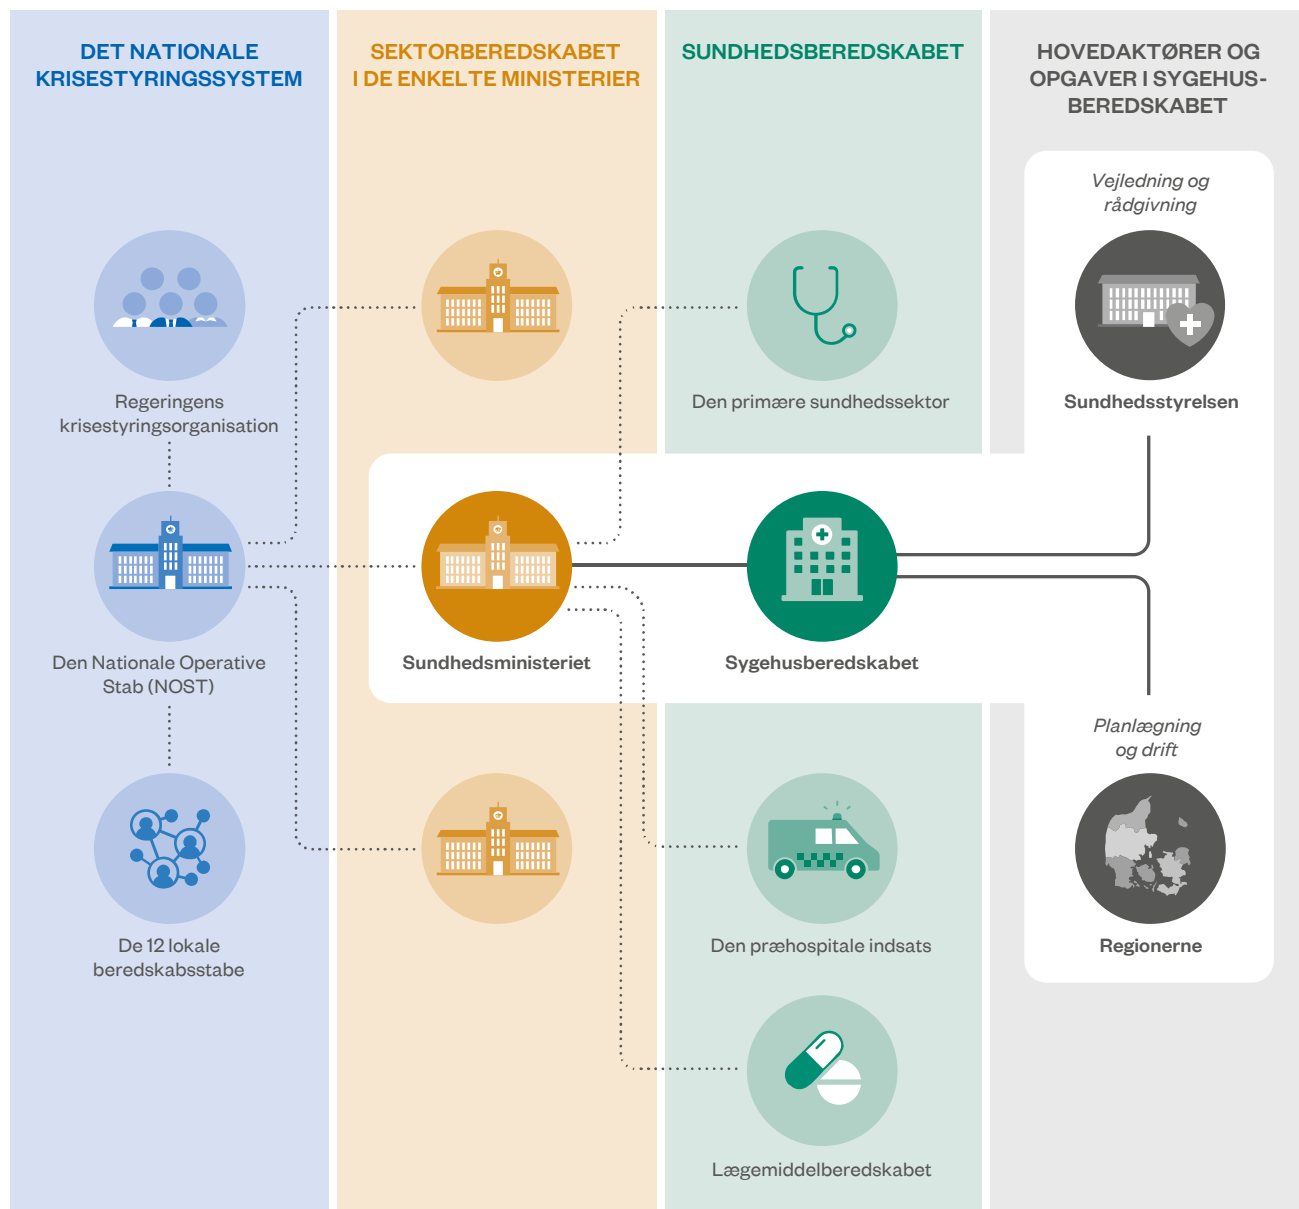 DET NATIONALE
KRISESTYRINGSSYSTEM
SEKTORBEREDSKABET
I DE ENKELTE MINISTERIER
SUNDHEDSBEREDSKABET
HOVEDAKTØRER OG
OPGAVER I SYGEHUS-
BEREDSKABET
Regeringens
krisestyringsorganisation
Den Nationale Operative
Stab (NOST)
De 12 lokale
beredskabsstabe
Sundhedsministeriet
Den primære sundhedssektor
Sygehusberedskabet
Den præhospitale indsats
Lægemiddelberedskabet
Vejledning og
rådgivning
Sundhedsstyrelsen
Planlægning
og drift
Regionerne